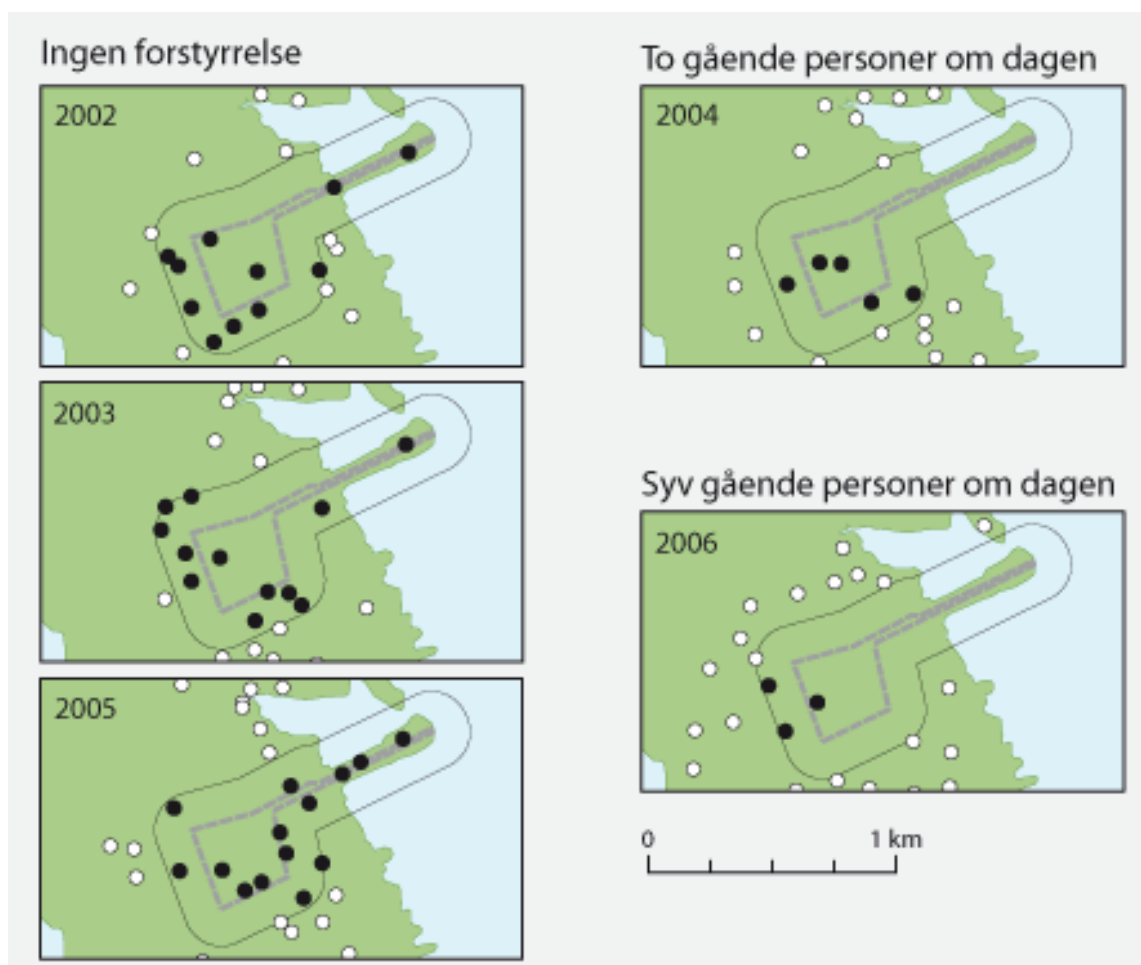 Ingen forstyrrelse
2002
2003
2005
To gående personer om dagen
2004
Syv gående personer om dagen
2006
0 1 km